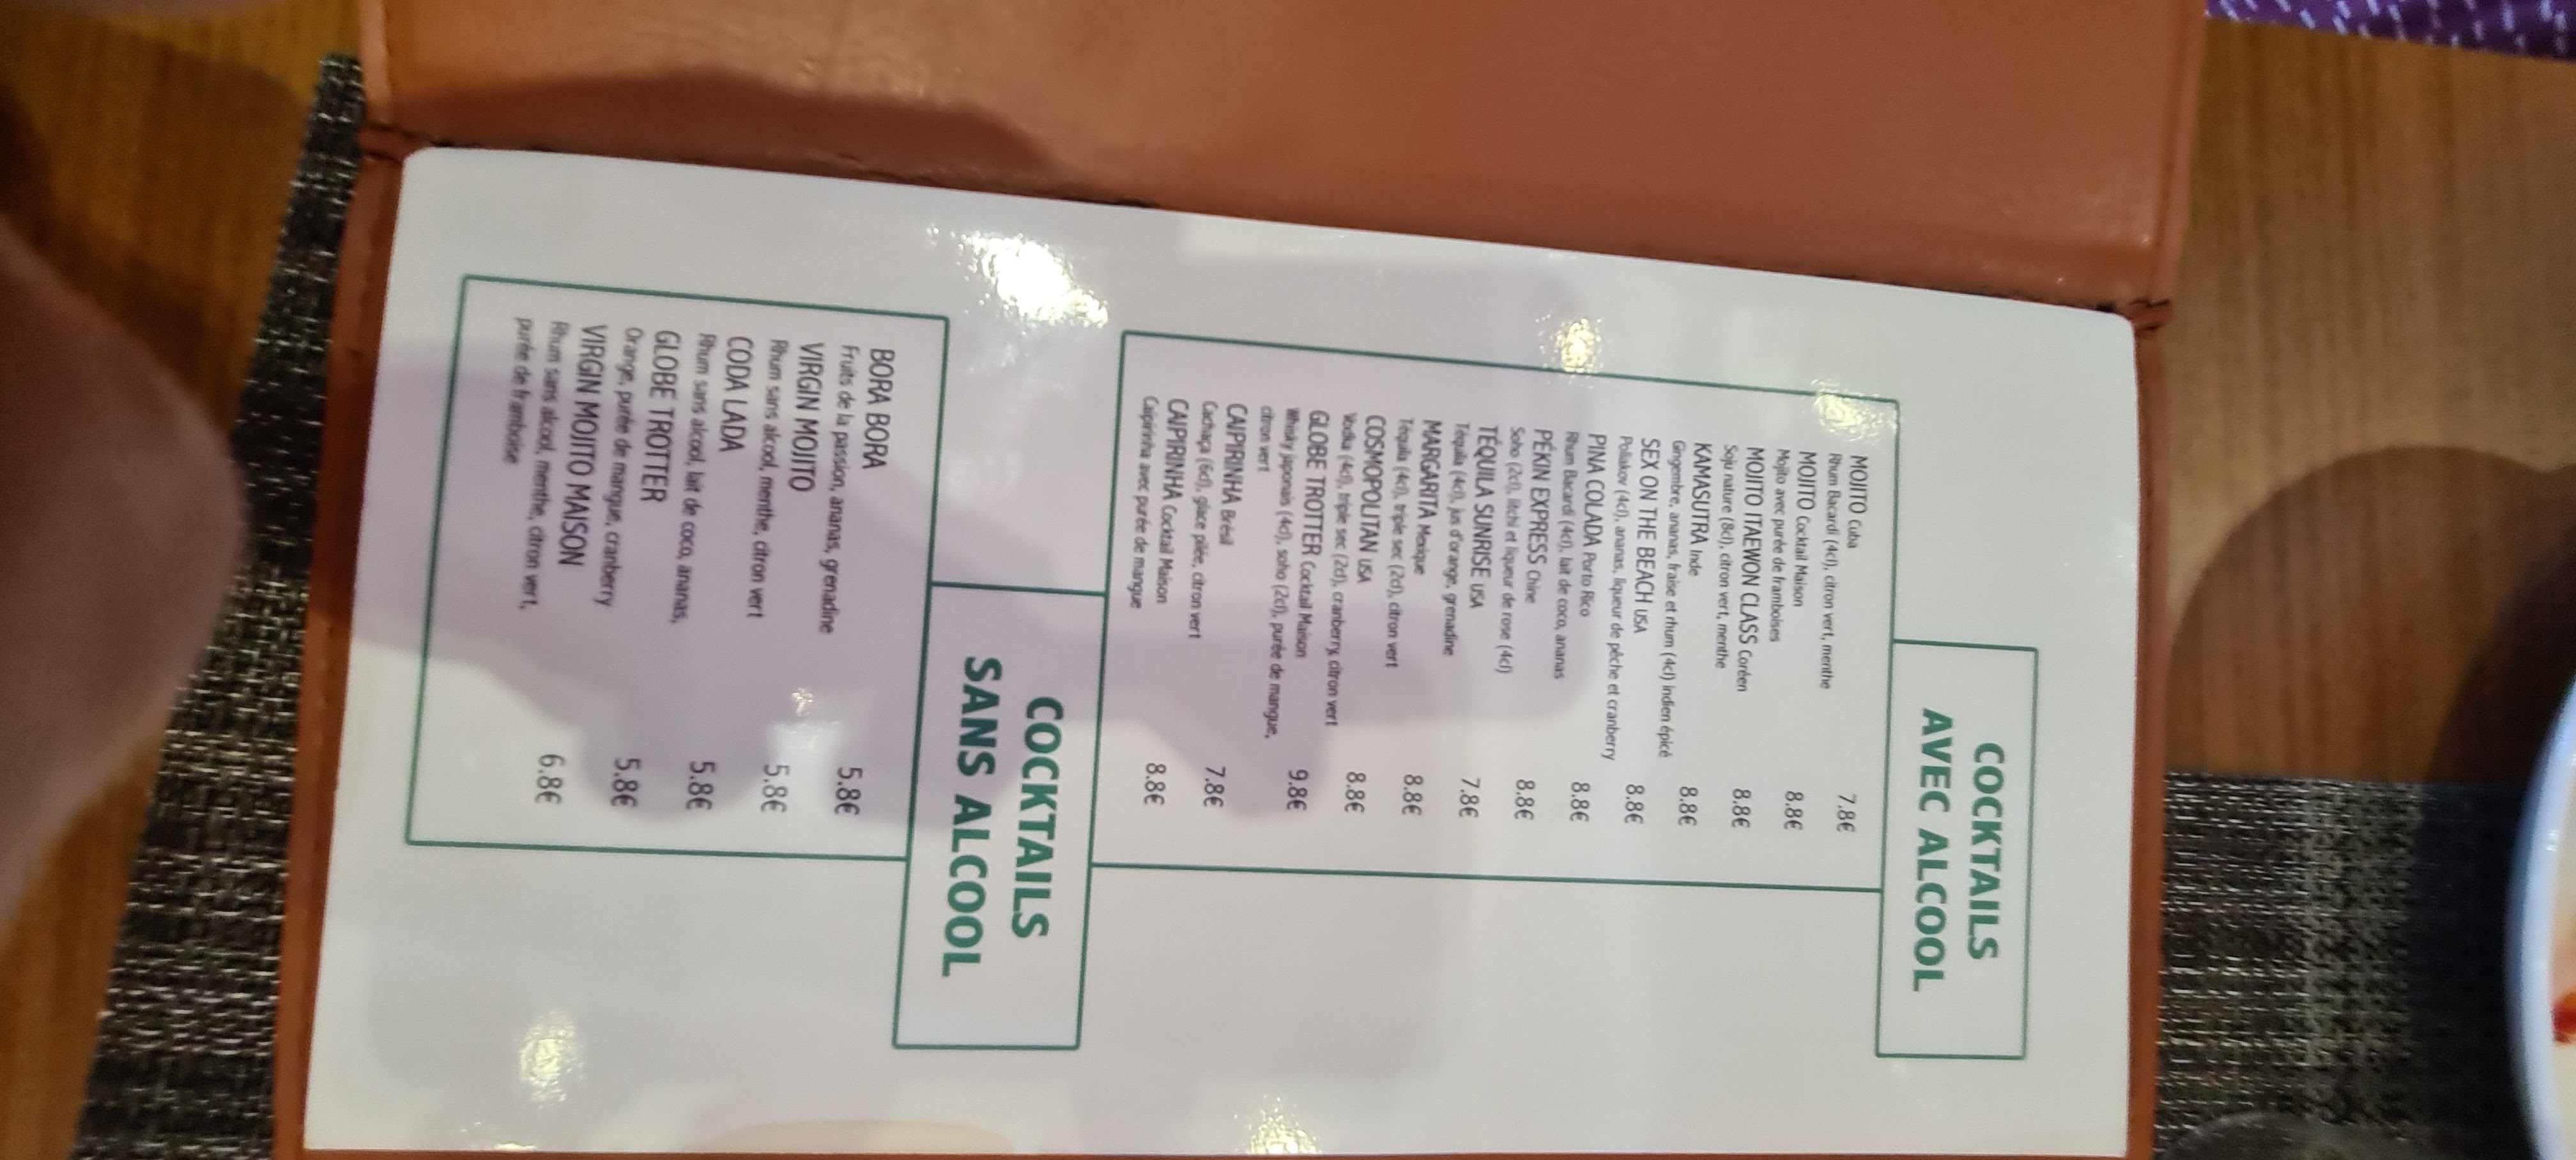 COCKTAILS
AVEC ALCOOL
MOJITO Cuba 7.8€
Rhum Bacardi (4cl), citron vert, menthe
MOJITO Cocktail Maison 8.8€
Mojito avec purée de framboises
MOJITO ITAEWON CLASS Coréen 8.8€
Soju nature (8cl), citron vert, menthe
KAMASUTRA Inde 8.8€
Gingembre, ananas, fraise et rhum (4cl) indien épicé
SEX ON THE BEACH USA 8.8€
Poliakov (4cl), ananas, liqueur de pêche et cranberry
PINA COLADA Porto Rico 8.8€
Rhum Bacardi (4cl), lait de coco, ananas
PÉKIN EXPRESS Chine 8.8€
Soho (2cl), litchi et liqueur de rose (4cl)
TÉQUILA SUNRISE USA 7.8€
Téquila (4cl), jus d'orange, grenadine
MARGARITA Mexique 8.8€
Téquila (4cl), triple sec (2cl), citron vert
COSMOPOLITAN USA 8.8€
Vodka (4cl), triple sec (2cl), cranberry, citron vert
GLOBE TROTTER Cocktail Maison 9.8€
Whisky japonais (4cl), soho (2cl), purée de mangue,
citron vert
CAIPIRINHA Brésil 7.8€
Cachaça (6cl), glace pilée, citron vert
CAIPIRINHA Cocktail Maison 8.8€
Caipirinha avec purée de mangue
COCKTAILS
SANS ALCOOL
BORA BORA 5.8€
Fruits de la passion, ananas, grenadine
VIRGIN MOJITO 5.8€
Rhum sans alcool, menthe, citron vert
CODA LADA 5.8€
Rhum sans alcool, lait de coco, ananas,
GLOBE TROTTER 5.8€
Orange, purée de mangue, cranberry
VIRGIN MOJITO MAISON 6.8€
Rhum sans alcool, menthe, citron vert,
purée de framboise